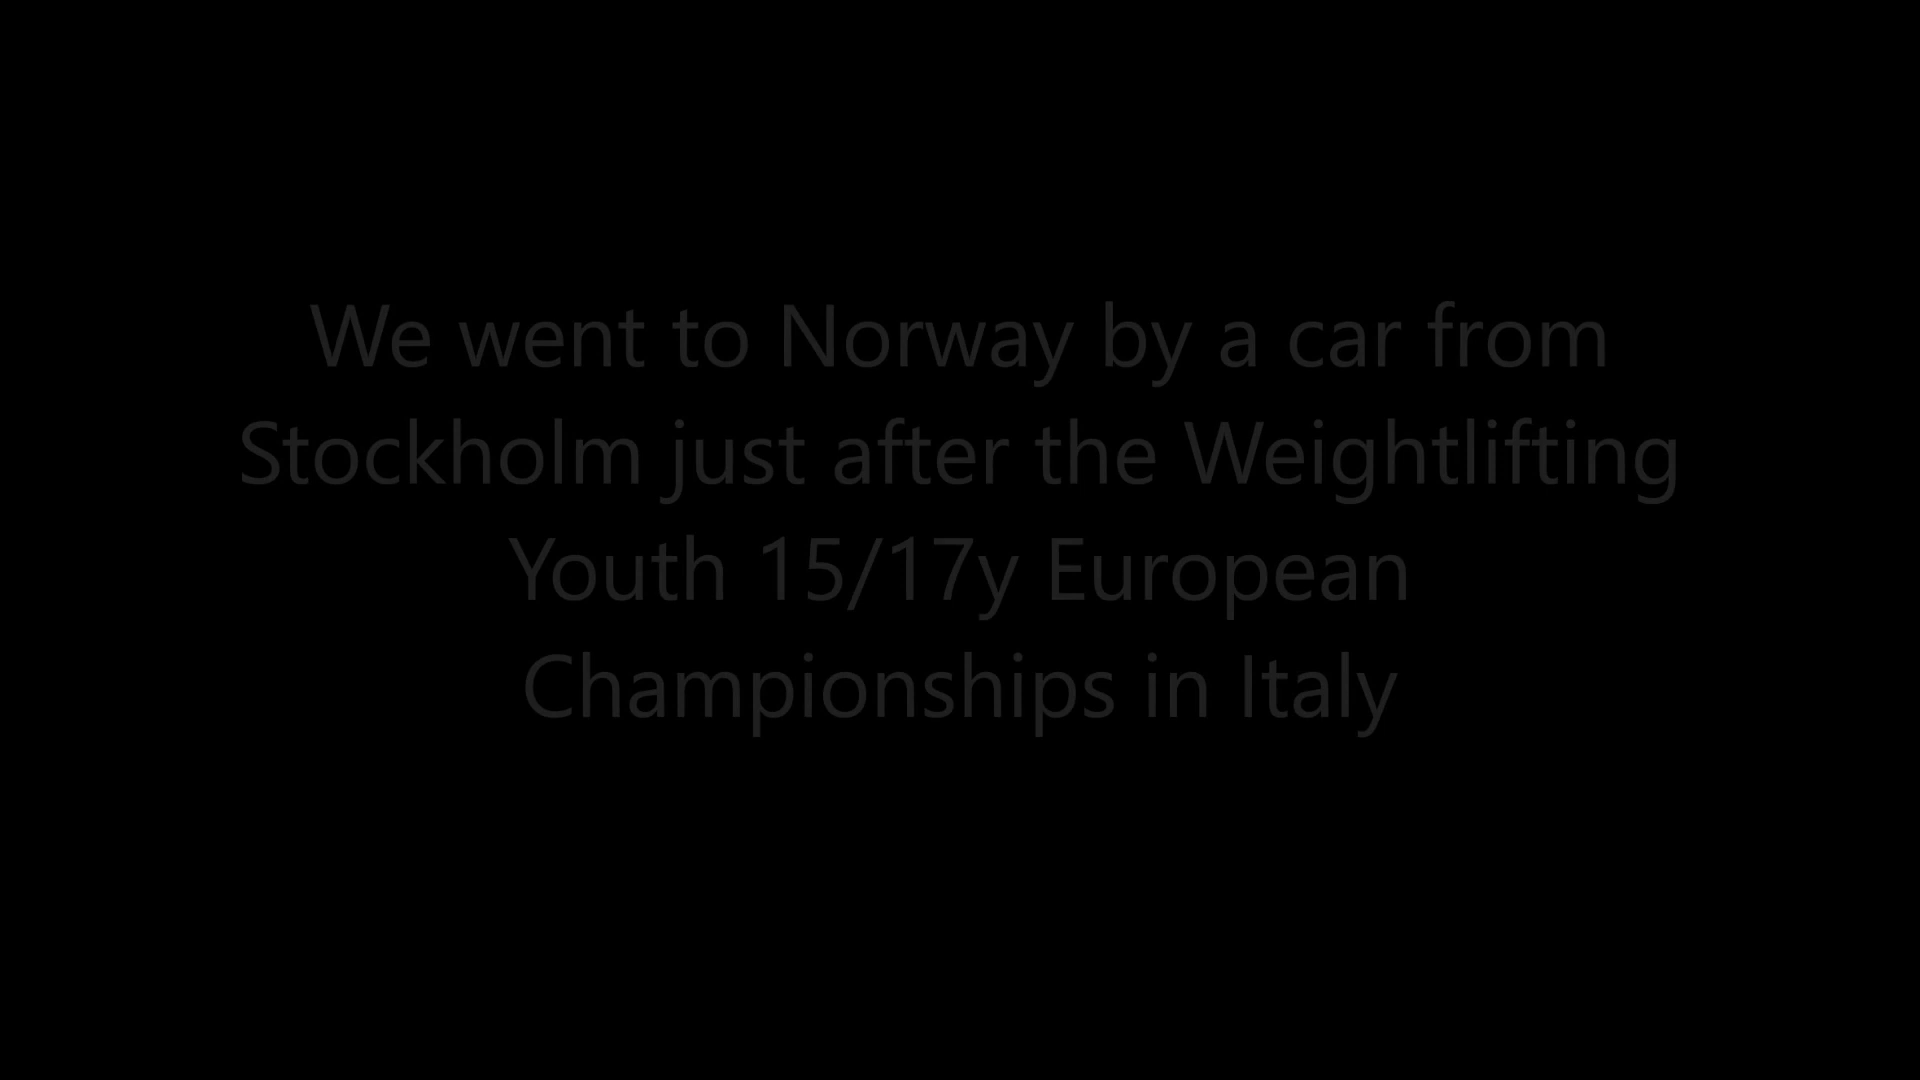 We went to Norway by a car from
Stockholm just after the Weightlifting
Youth 15/17y European
Championships in Italy